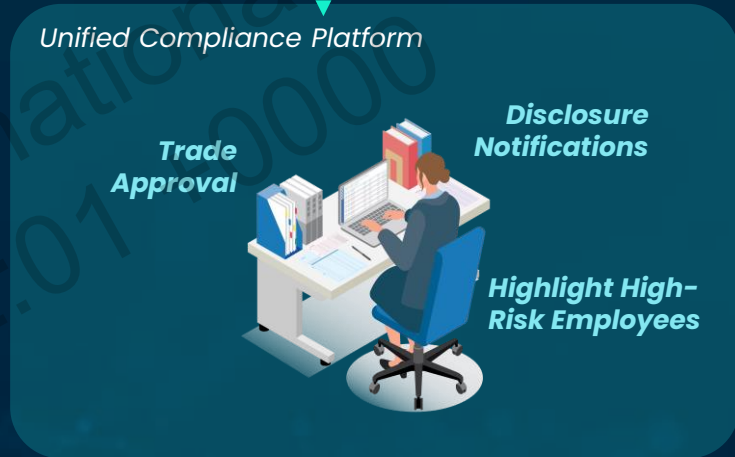 Unified Compliance Platform
Disclosure
Notifications
Trade
Approval
Highlight High-
Risk Employees